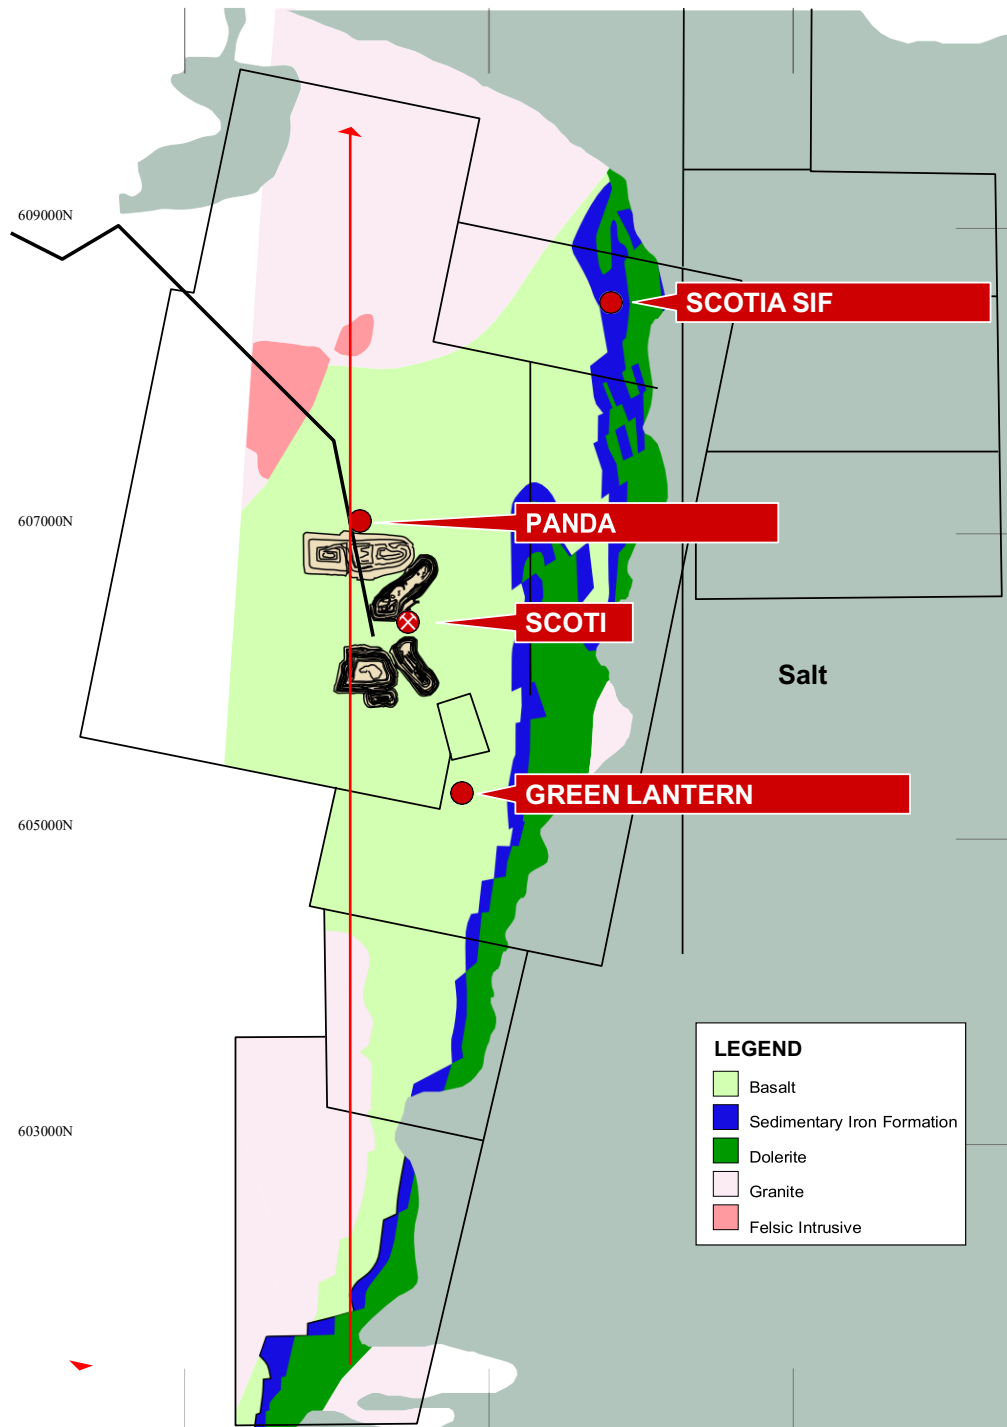 609000N
SCOTIA SIF
607000N
PANDA
SCOTI
Salt
GREEN LANTERN
605000N
LEGEND
Basalt
Sedimentary Iron Formation
603000N
Dolerite
Granite
Felsic Intrusive